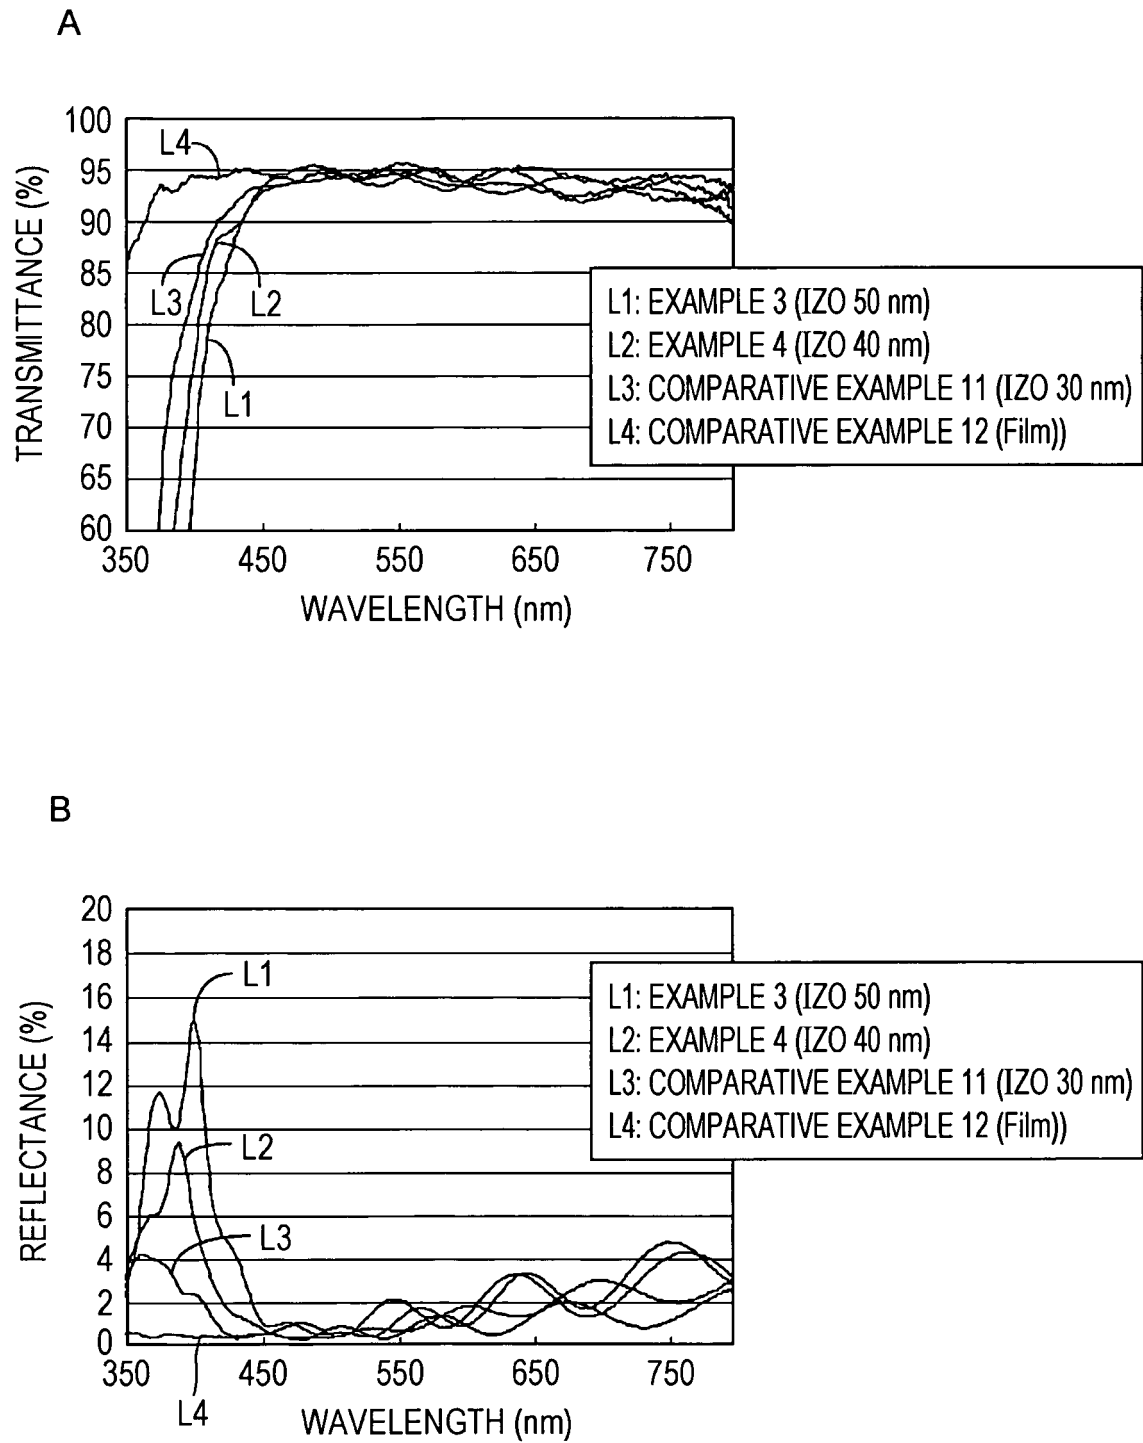 A
100
95
90
85
80
75
70
65
60
TRANSMITTANCE (%)
L4
L3
L2
L1
350 450 550 650 750
WAVELENGTH (nm)
L1: EXAMPLE 3 (IZO 50 nm)
L2: EXAMPLE 4 (IZO 40 nm)
L3: COMPARATIVE EXAMPLE 11 (IZO 30 nm)
L4: COMPARATIVE EXAMPLE 12 (Film))
B
20
18
16
14
12
10
8
6
4
2
0
REFLECTANCE (%)
L1
L2
L3
L4
350 450 550 650 750
WAVELENGTH (nm)
L1: EXAMPLE 3 (IZO 50 nm)
L2: EXAMPLE 4 (IZO 40 nm)
L3: COMPARATIVE EXAMPLE 11 (IZO 30 nm)
L4: COMPARATIVE EXAMPLE 12 (Film))